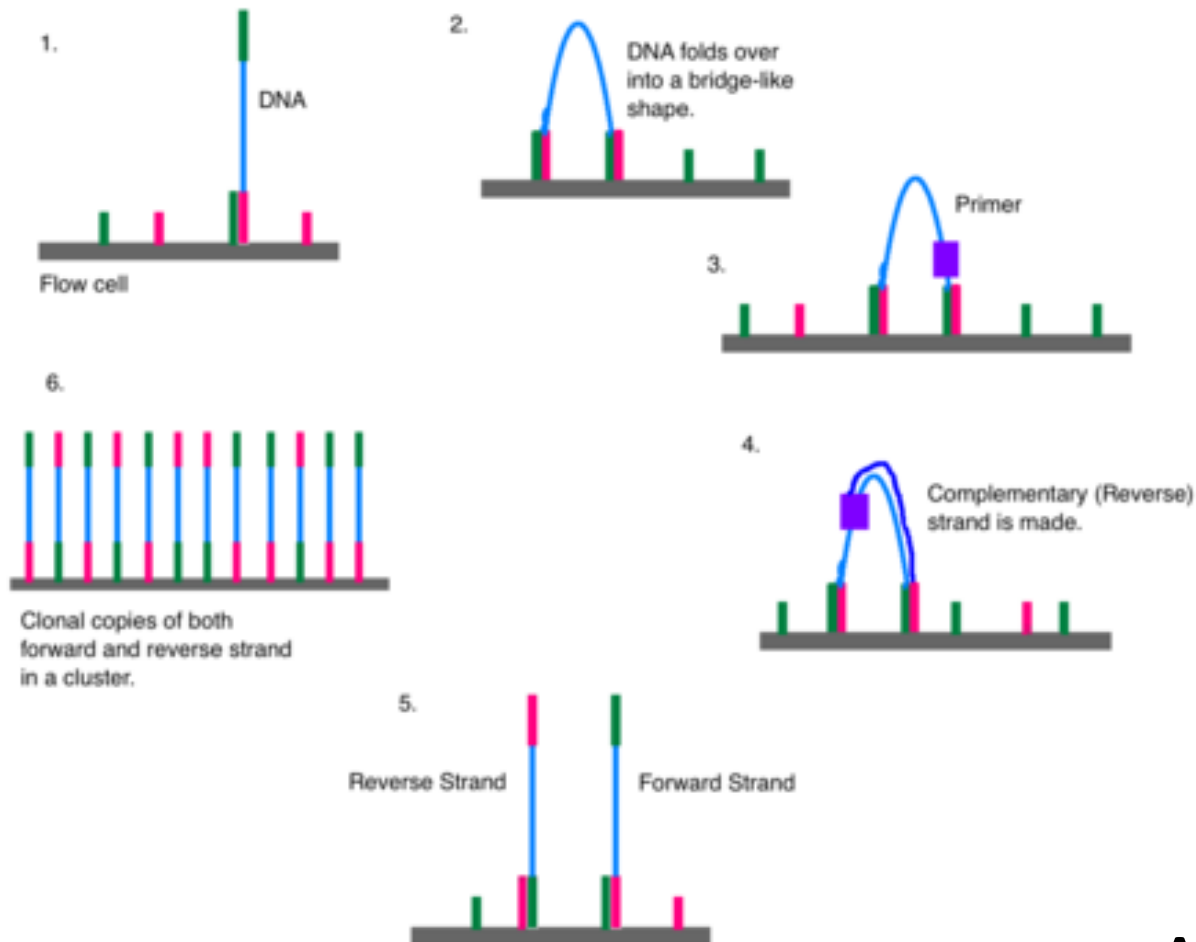 1.
DNA
Flow cell
2.
DNA folds over
into a bridge-like
shape.
3.
Primer
4.
Complementary (Reverse)
strand is made.
5.
Reverse Strand
Forward Strand
6.
Clonal copies of both
forward and reverse strand
in a cluster.